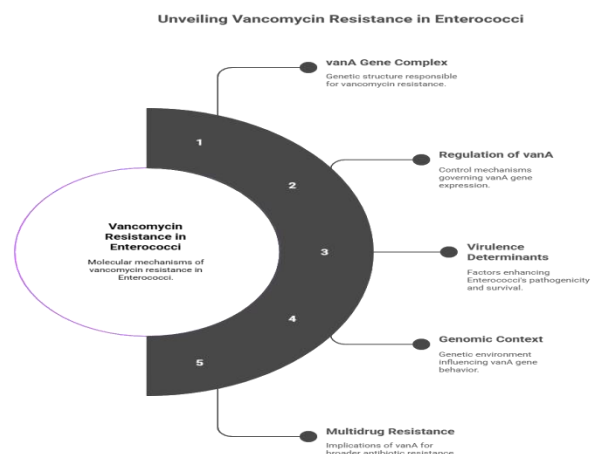 Unveiling Vancomycin Resistance in Enterococci
vanA Gene Complex
Genetic structure responsible
for vancomycin resistance.
1
Regulation of vanA
Control mechanisms
governing vanA gene
expression.
2
Vancomycin
Resistance in
Enterococci
Molecular mechanisms of
vancomycin resistance in
Enterococci.
3
Virulence
Determinants
Factors enhancing
Enterococci's pathogenicity
and survival.
4
Genomic Context
Genetic environment
influencing vanA gene
behavior.
5
Multidrug Resistance
Implications of vanA for
broader antibiotic resistance